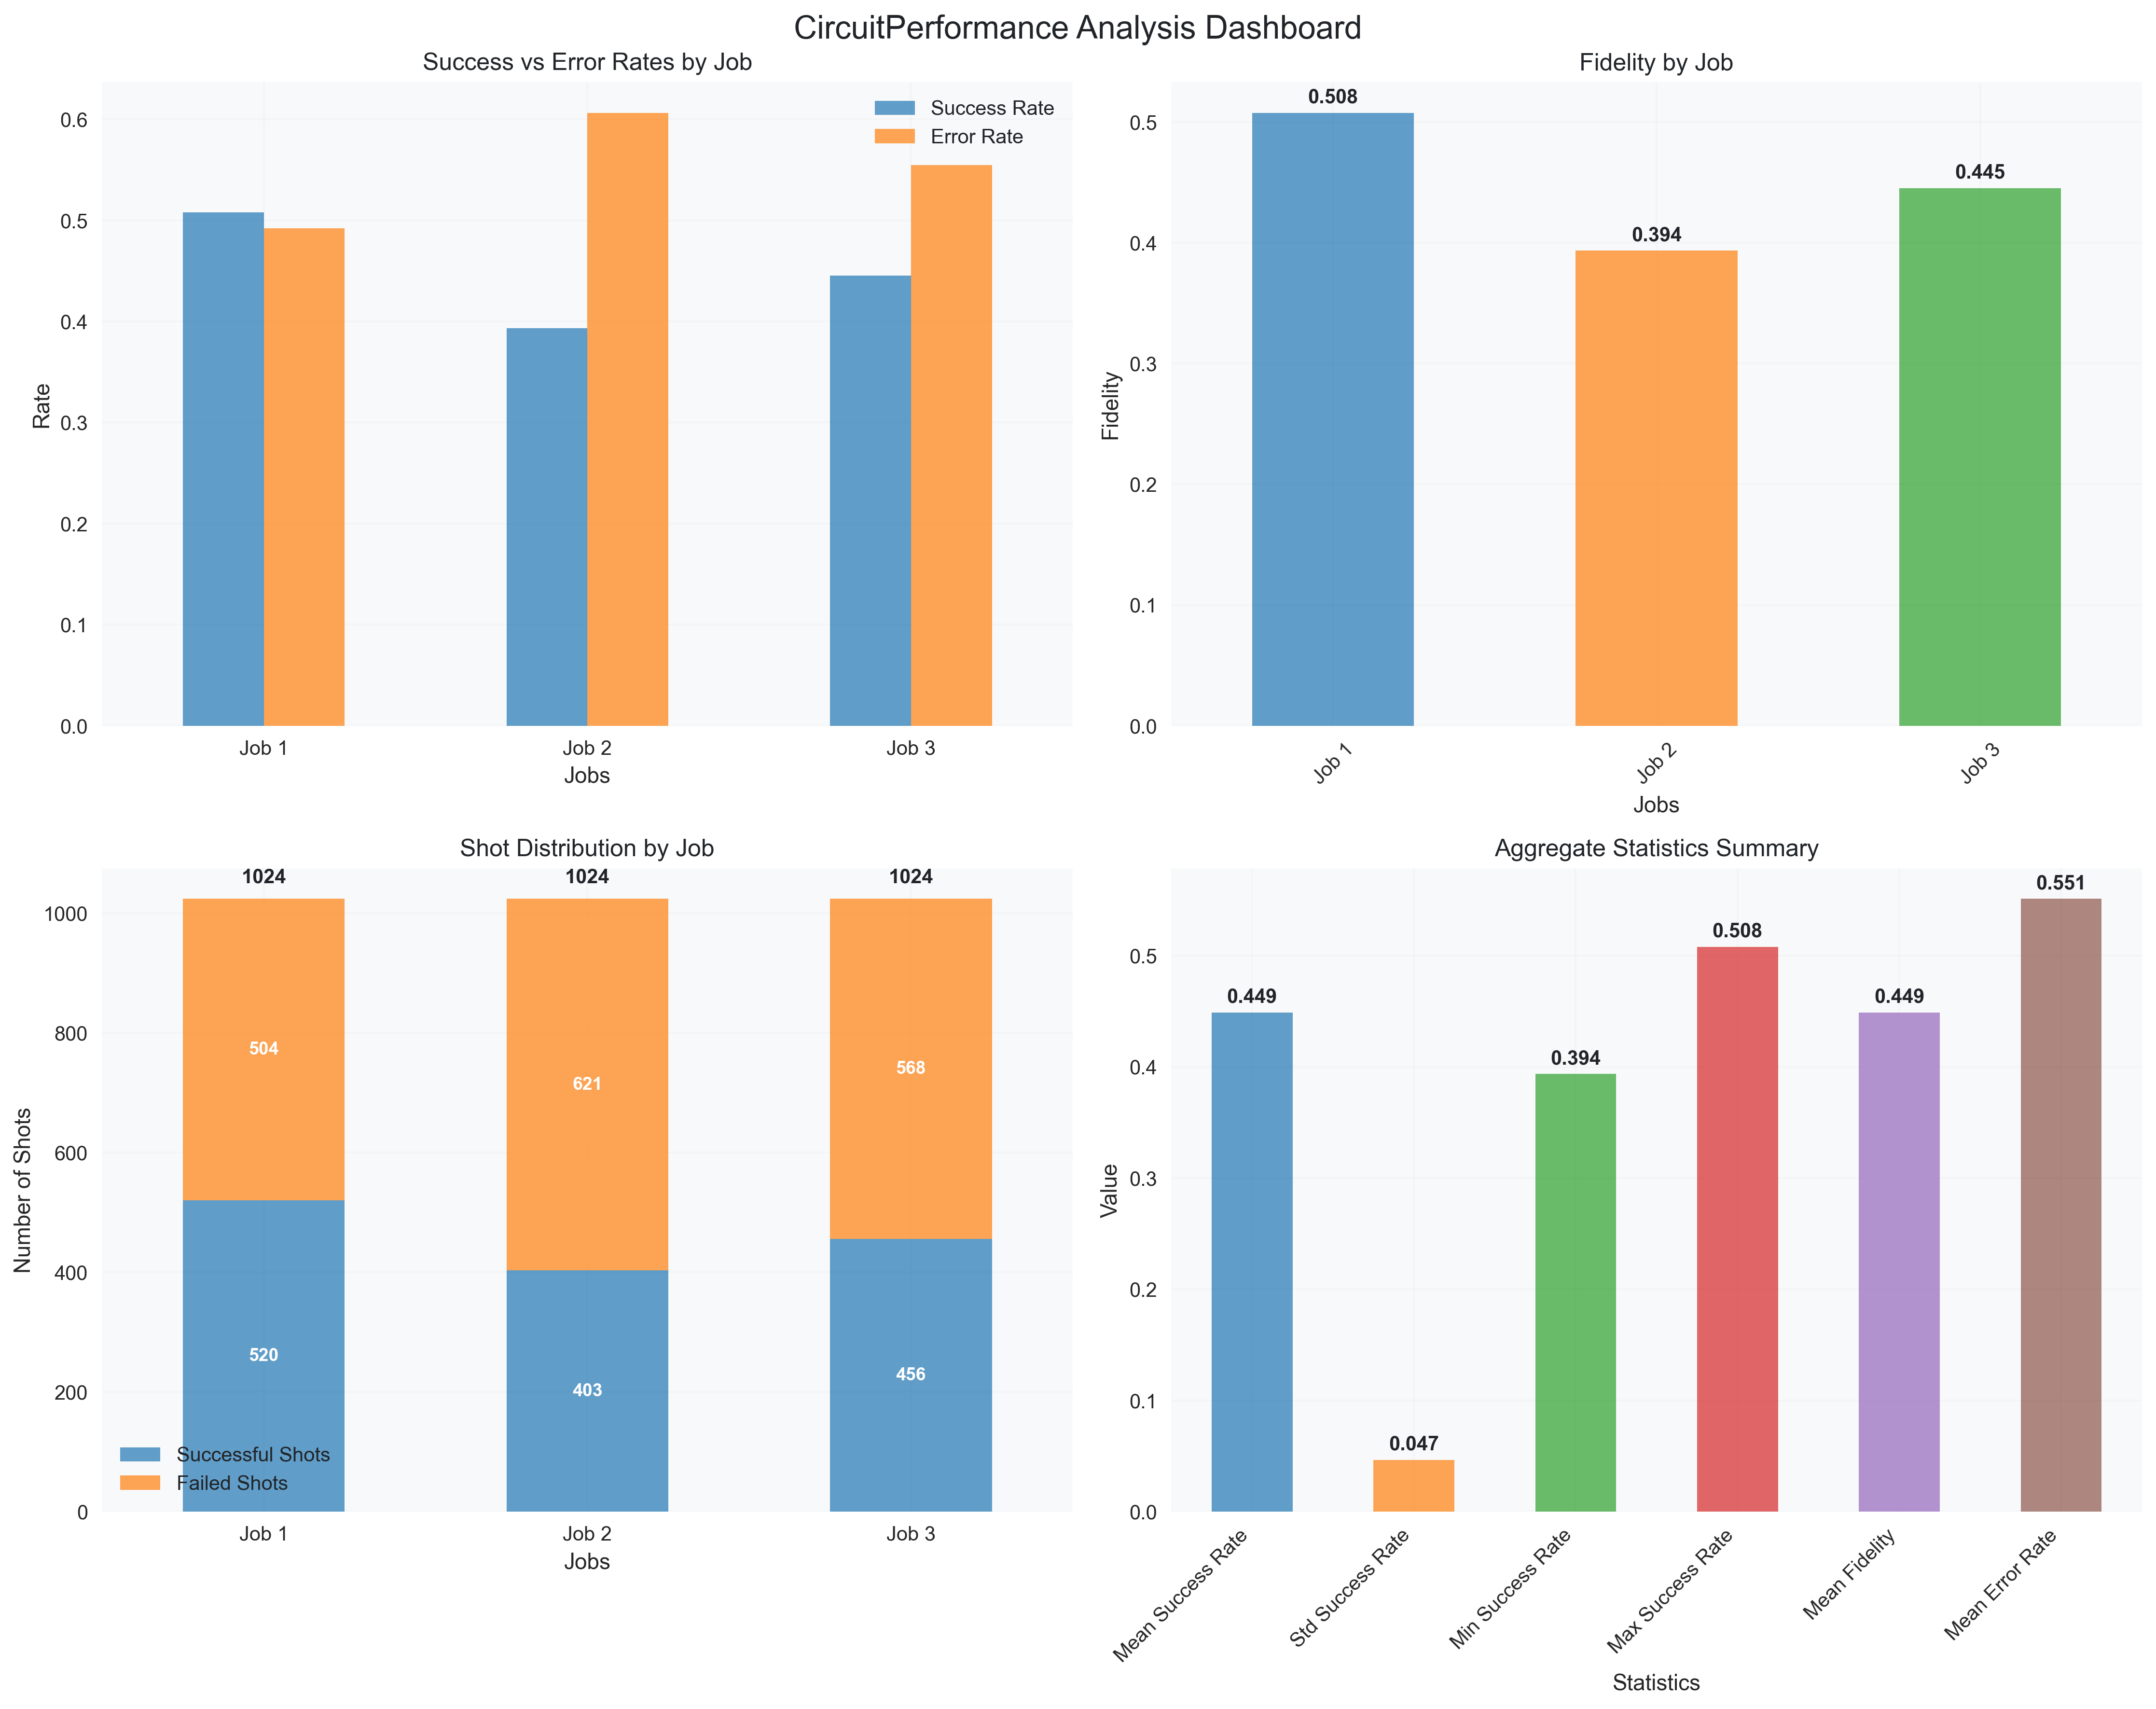 CircuitPerformance Analysis Dashboard
Success vs Error Rates by Job
Success Rate
Error Rate
Rate
0.6
0.5
0.4
0.3
0.2
0.1
0.0
Job 1
Job 2
Job 3
Jobs
Fidelity by Job
0.508
0.394
0.445
Fidelity
0.5
0.4
0.3
0.2
0.1
0.0
Job 1
Job 2
Job 3
Jobs
Shot Distribution by Job
1024
1024
1024
504
621
568
520
403
456
Number of Shots
1000
800
600
400
200
0
Successful Shots
Failed Shots
Job 1
Job 2
Job 3
Jobs
Aggregate Statistics Summary
0.449
0.047
0.394
0.508
0.449
0.551
Value
0.5
0.4
0.3
0.2
0.1
0.0
Mean Success Rate
Std Success Rate
Min Success Rate
Max Success Rate
Mean Fidelity
Mean Error Rate
Statistics